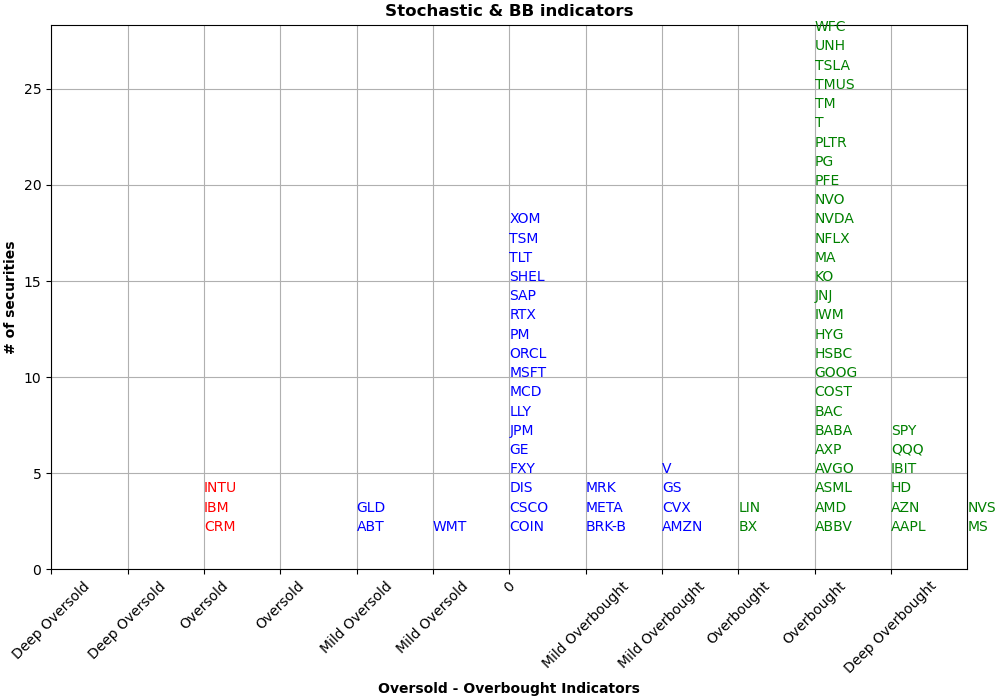 Stochastic & BB indicators
# of securities
25
20
15
10
5
0
INTU
IBM
CRM
GLD
ABT
WMT
XOM
TSM
TLT
SHEL
SAP
RTX
PM
ORCL
MSFT
MCD
LLY
JPM
GE
FXY
DIS
CSCO
COIN
MRK
META
BRK-B
V
GS
CVX
AMZN
LIN
BX
WFC
UNH
TSLA
TMUS
TM
T
PLTR
PG
PFE
NVO
NVDA
NFLX
MA
KO
JNJ
IWM
HYG
HSBC
GOOG
COST
BAC
BABA
AXP
AVGO
ASML
AMD
ABBV
SPY
QQQ
IBIT
HD
AZN
AAPL
NVS
MS
Deep Oversold
Deep Oversold
Oversold
Oversold
Mild Oversold
Mild Oversold
0
Mild Overbought
Mild Overbought
Overbought
Overbought
Deep Overbought
Oversold - Overbought Indicators